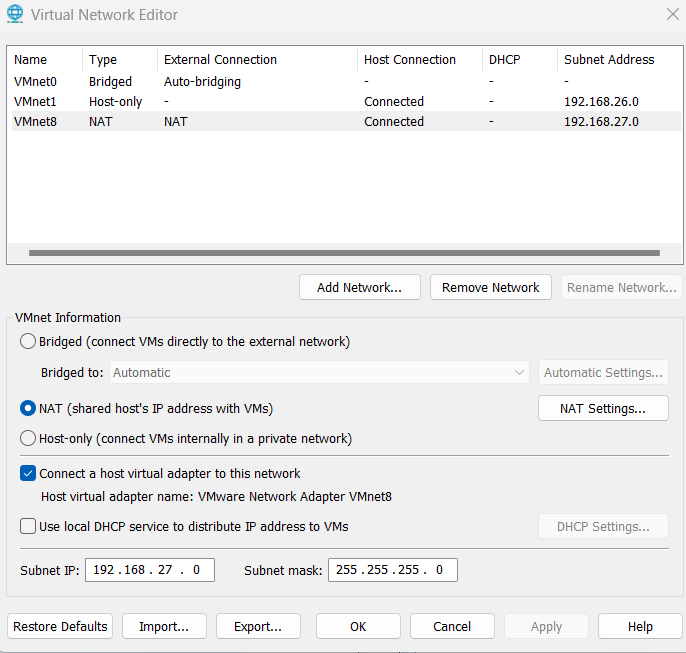 Virtual Network Editor
Name Type External Connection Host Connection DHCP Subnet Address
VMnet0 Bridged Auto-bridging - - -
VMnet1 Host-only - Connected - 192.168.26.0
VMnet8 NAT NAT Connected - 192.168.27.0
Add Network... Remove Network Rename Network...
VMnet Information
Bridged (connect VMs directly to the external network)
Bridged to: Automatic Automatic Settings...
NAT (shared host's IP address with VMs) NAT Settings...
Host-only (connect VMs internally in a private network)
Connect a host virtual adapter to this network
Host virtual adapter name: VMware Network Adapter VMnet8
Use local DHCP service to distribute IP address to VMs DHCP Settings...
Subnet IP: 192 . 168 . 27 . 0 Subnet mask: 255 . 255 . 255 . 0
Restore Defaults Import... Export... OK Cancel Apply Help